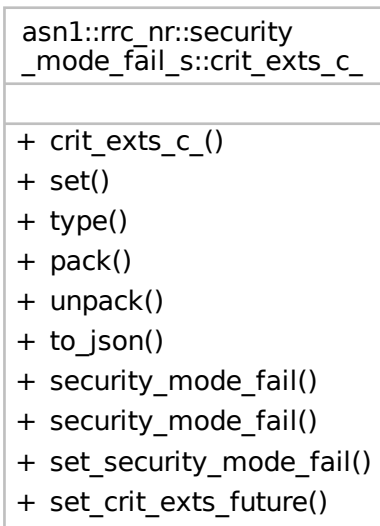 asn1::rrc_nr::security
_mode_fail_s::crit_exts_c_
+ crit_exts_c_()
+ set()
+ type()
+ pack()
+ unpack()
+ to_json()
+ security_mode_fail()
+ security_mode_fail()
+ set_security_mode_fail()
+ set_crit_exts_future()